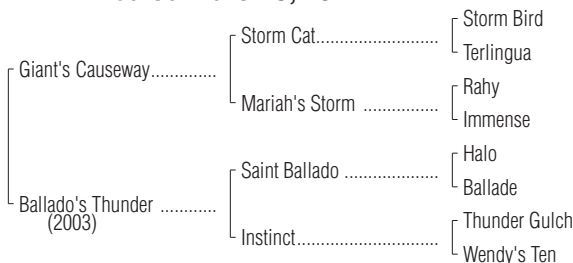 Storm Bird
Storm Cat..............................
Terlingua
Giant's Causeway.............
Rahy
Mariah's Storm ..................
Immense
Halo
Saint Ballado .......................
Ballade
Ballado's Thunder ............
(2003)
Thunder Gulch
Instinct..................................
Wendy's Ten